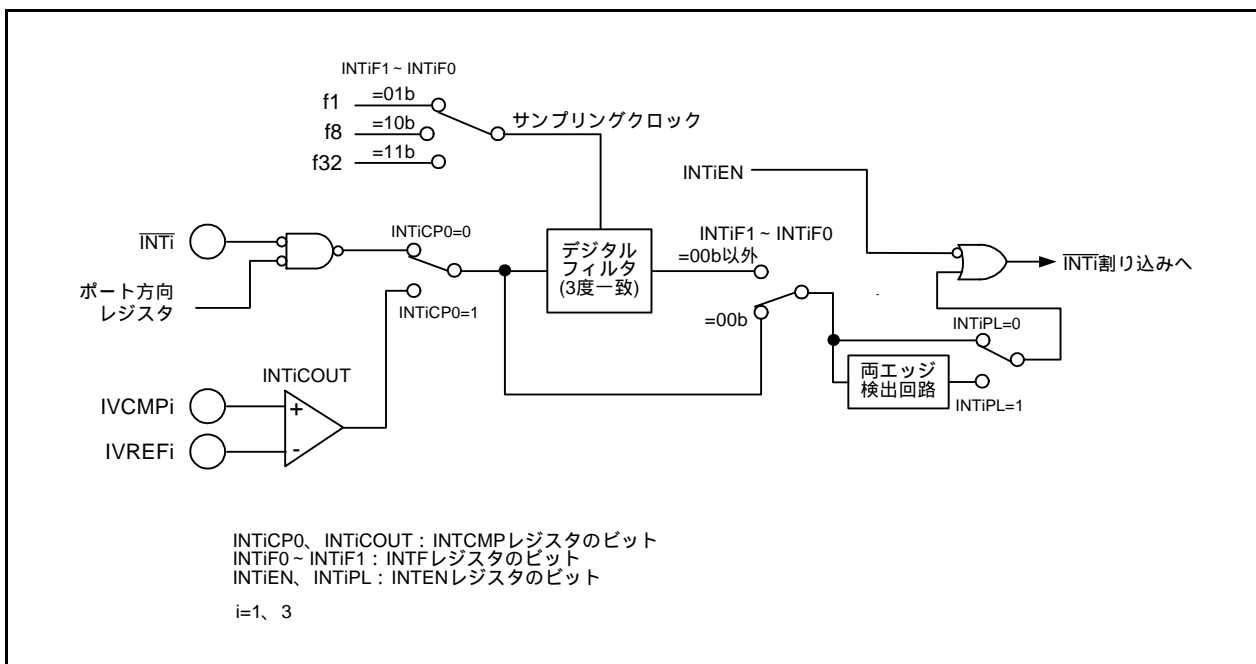 INTiF1 ~ INTiF0
f1
=01b
f8
=10b
f32
=11b
サンプリングクロック
INTiEN
INTi
INTiCP0=0
デジタル
フィルタ
(3度一致)
INTiF1 ~ INTiF0
=00b以外
INTi割り込みへ
ポート方向
レジスタ
INTiCP0=1
=00b
INTiPL=0
両エッジ
検出回路
INTiPL=1
INTiCOUT
IVCMPi
+
IVREFi
-
INTiCP0、INTiCOUT : INTCMPレジスタのビット
INTiF0 ~ INTiF1 : INTFレジスタのビット
INTiEN、INTiPL : INTENレジスタのビット
i=1、3